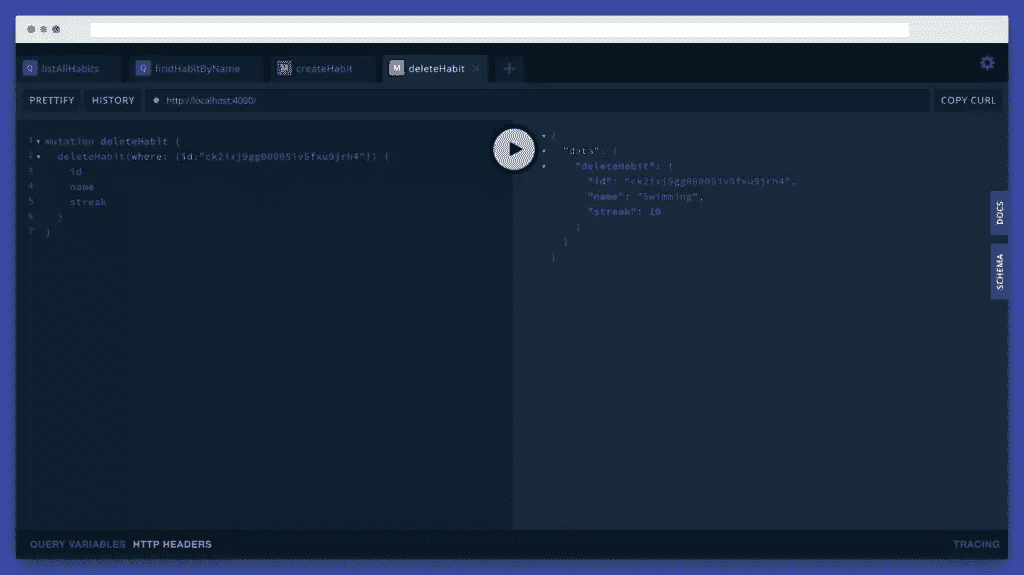 Q listAllHabits Q findHabitByName M createHabit M deleteHabit × +
PRETTIFY HISTORY http://localhost:4000/ COPY CURL
1 mutation deleteHabit {
2 deleteHabit(where: {id:"ck2ixj9gg00005iv5fxu9jrh4"}) {
3 id
4 name
5 streak
6 }
7 }
{
"data": {
"deleteHabit": {
"id": "ck2ixj9gg00005iv5fxu9jrh4",
"name": "Swimming",
"streak": 10
}
}
}
DOCS
SCHEMA
QUERY VARIABLES HTTP HEADERS TRACING